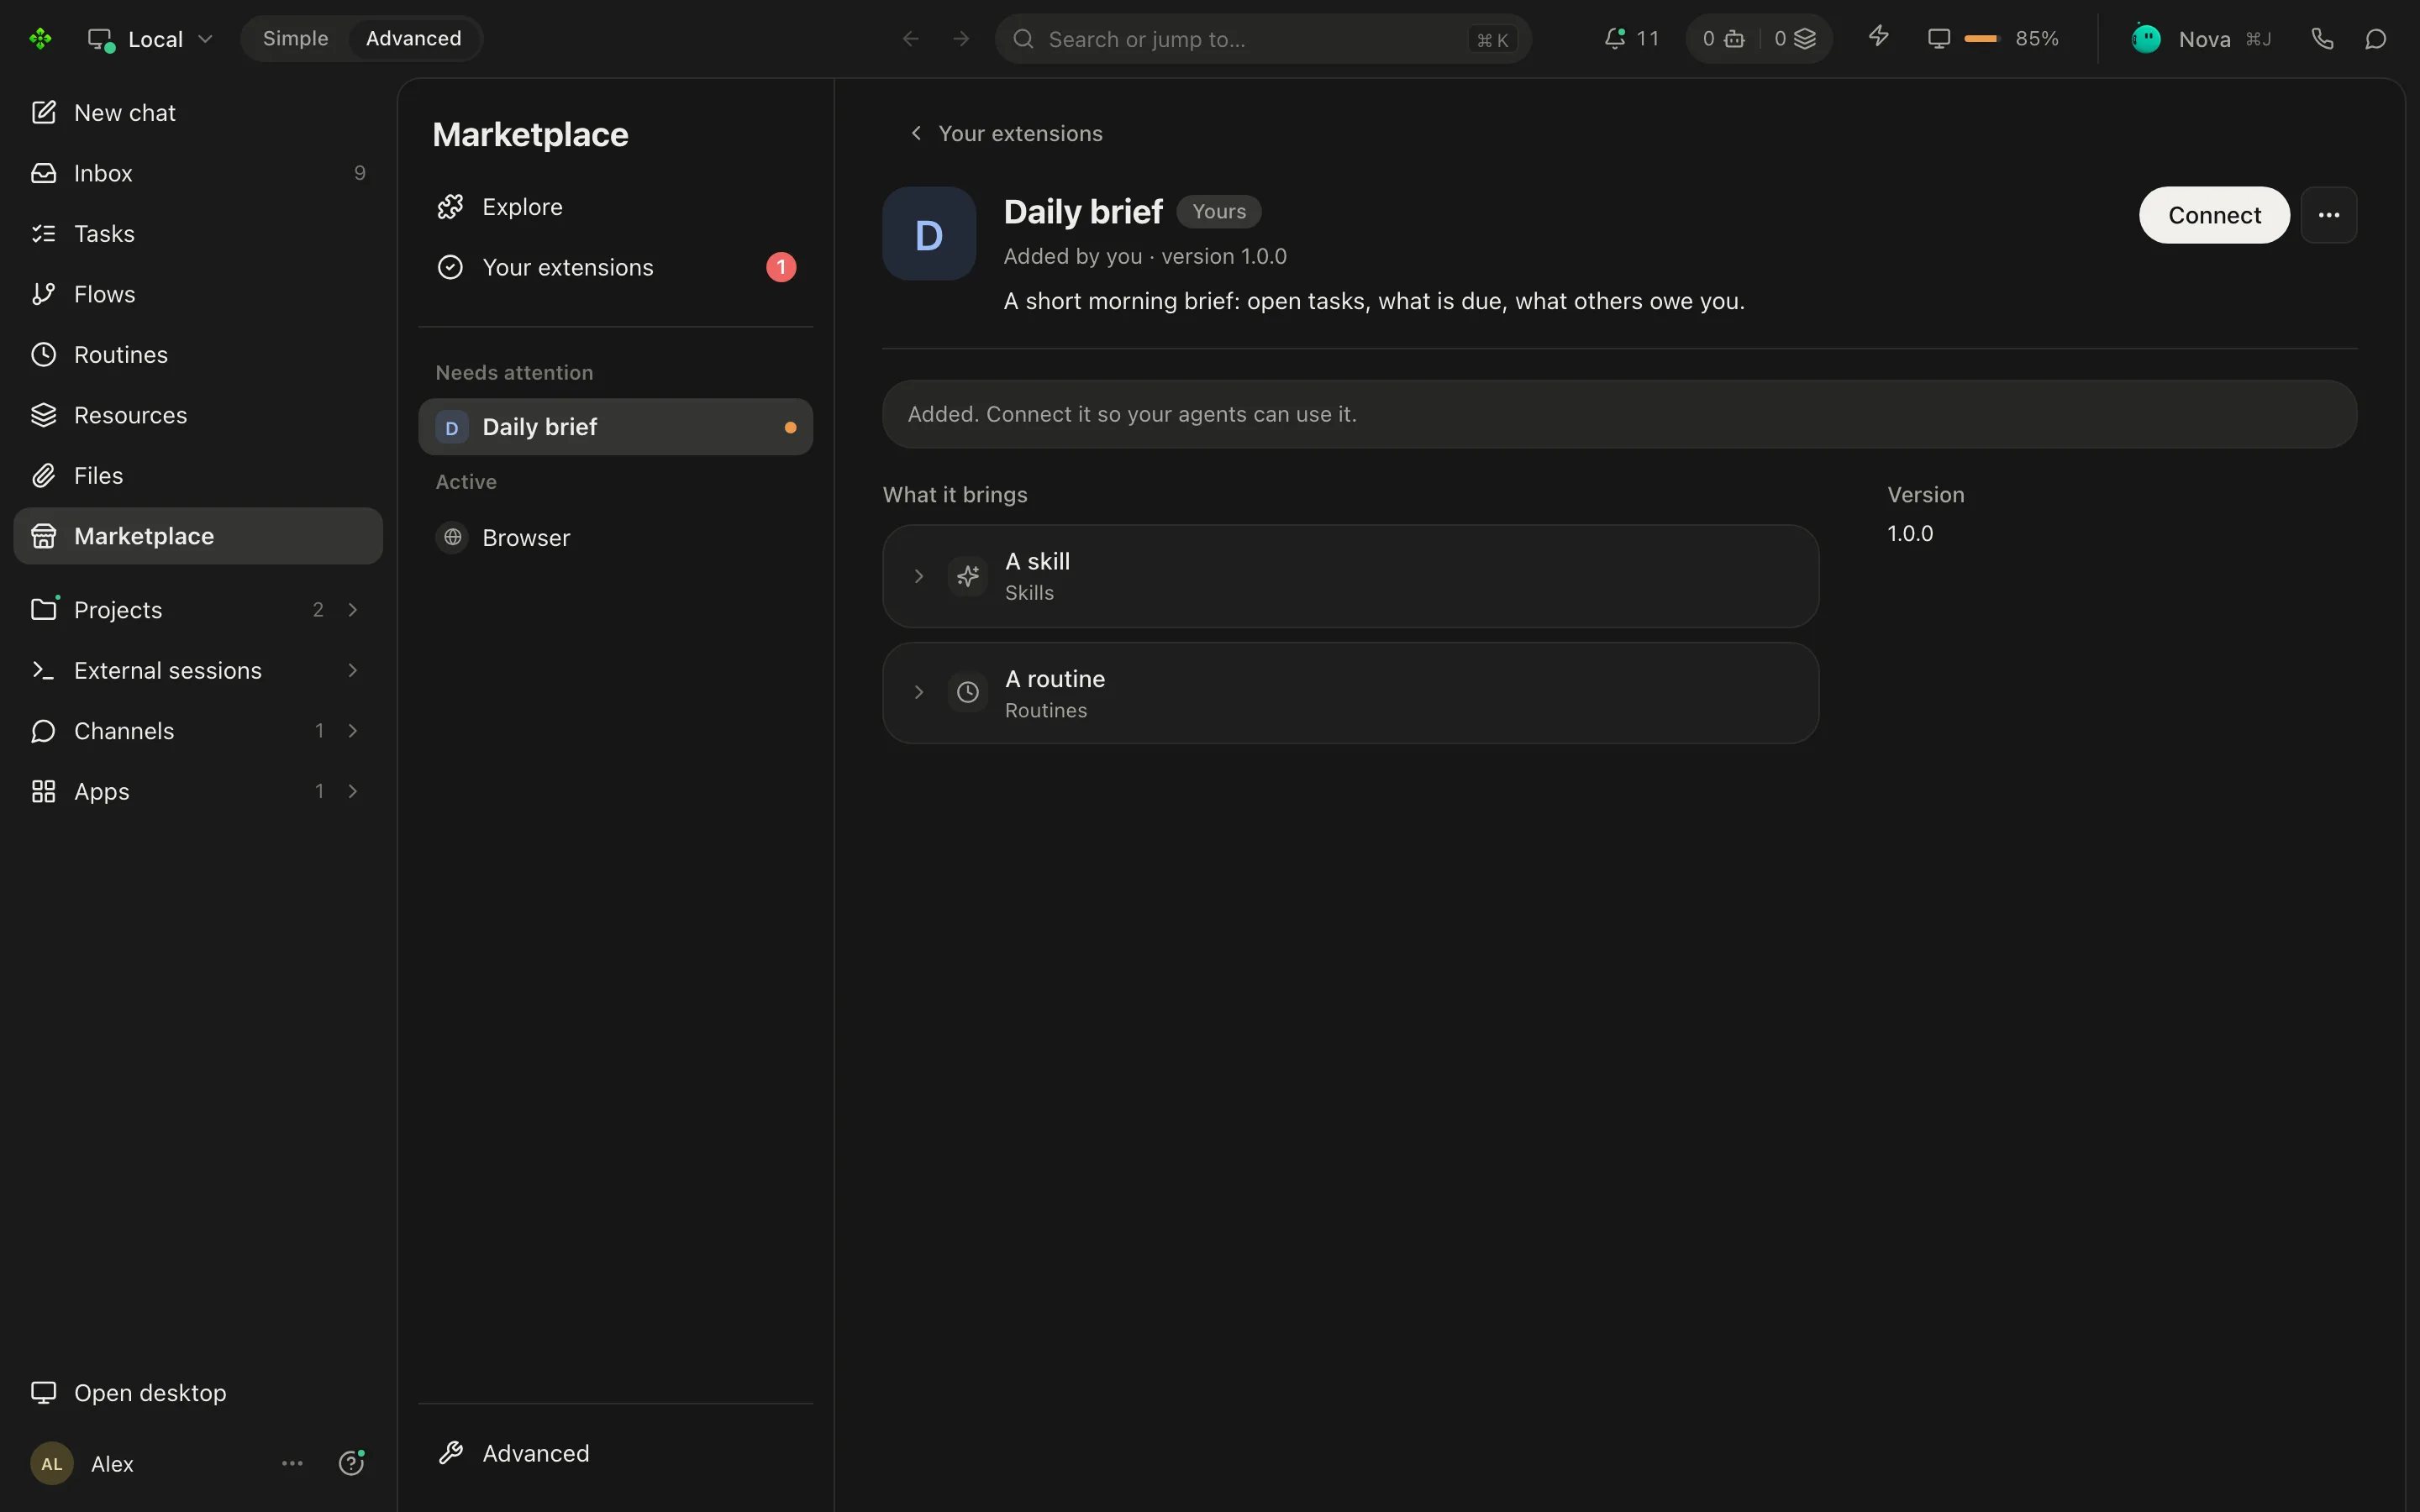 Local
Simple
Advanced
Search or jump to...
⌘ K
11
0
0
85%
Nova ⌘J
New chat
Inbox
9
Tasks
Flows
Routines
Resources
Files
Marketplace
Projects
2
External sessions
Channels
1
Apps
1
Open desktop
AL
Alex
Marketplace
Explore
Your extensions
1
Needs attention
D
Daily brief
Active
Browser
Advanced
Your extensions
D
Daily brief
Yours
Added by you · version 1.0.0
A short morning brief: open tasks, what is due, what others owe you.
Connect
Added. Connect it so your agents can use it.
What it brings
A skill
Skills
A routine
Routines
Version
1.0.0